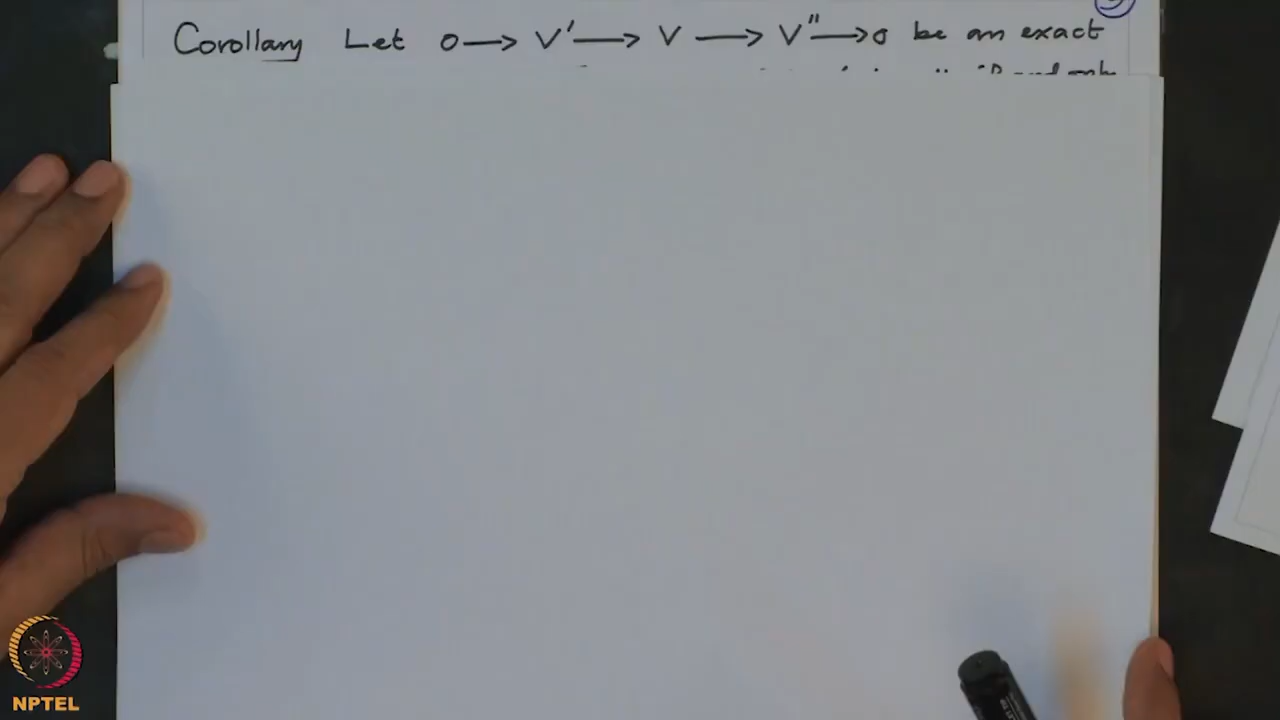 Corollary Let 0 → V′ → V → V″ → 0 be an exact
NPTEL